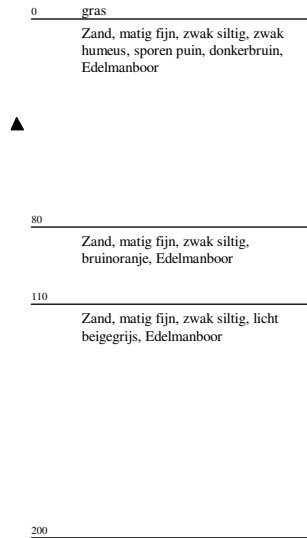 0 gras
Zand, matig fijn, zwak siltig, zwak
humeus, sporen puin, donkerbruin,
Edelmanboor
80
Zand, matig fijn, zwak siltig,
bruinoranje, Edelmanboor
110
Zand, matig fijn, zwak siltig, licht
beigegrijs, Edelmanboor
200